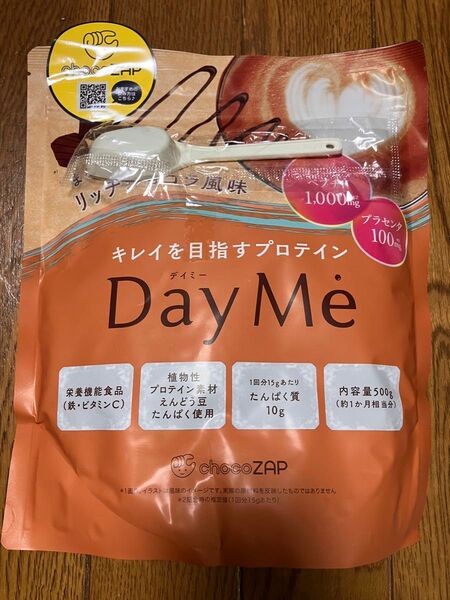 chocoZAP
リッチ
コラ風味
1,000mg
プラセンタ
100mg
キレイを目指すプロテイン
デイミー
Day Me
栄養機能食品
(鉄・ビタミンC)
植物性
プロテイン素材
えんどう豆
たんぱく使用
1回分15gあたり
たんぱく質
10g
内容量500g
(約1か月相当分)
chocoZAP